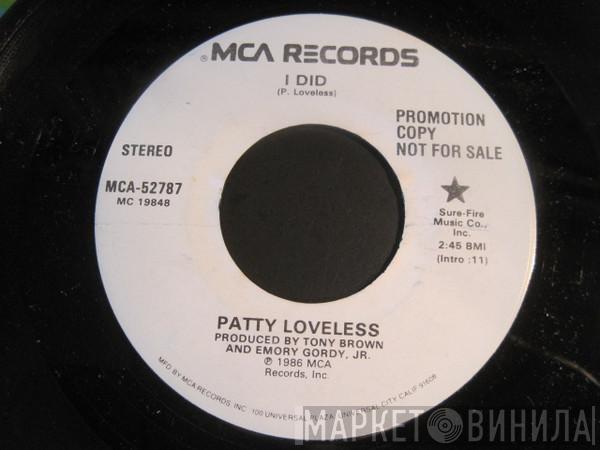 ® MCA RECORDS
I DID
(P. Loveless)
PROMOTION
COPY
NOT FOR SALE
STEREO
MCA-52787
MC 19848
Sure-Fire
Music Co.,
Inc.
2:45 BMI
(Intro :11)
PATTY LOVELESS
PRODUCED BY TONY BROWN
AND EMORY GORDY, JR.
℗ 1986 MCA
Records, Inc.
MFD BY MCA RECORDS, INC. 100 UNIVERSAL PLAZA, UNIVERSAL CITY, CALIF. 91608
МАРКЕТ ВИНИЛА